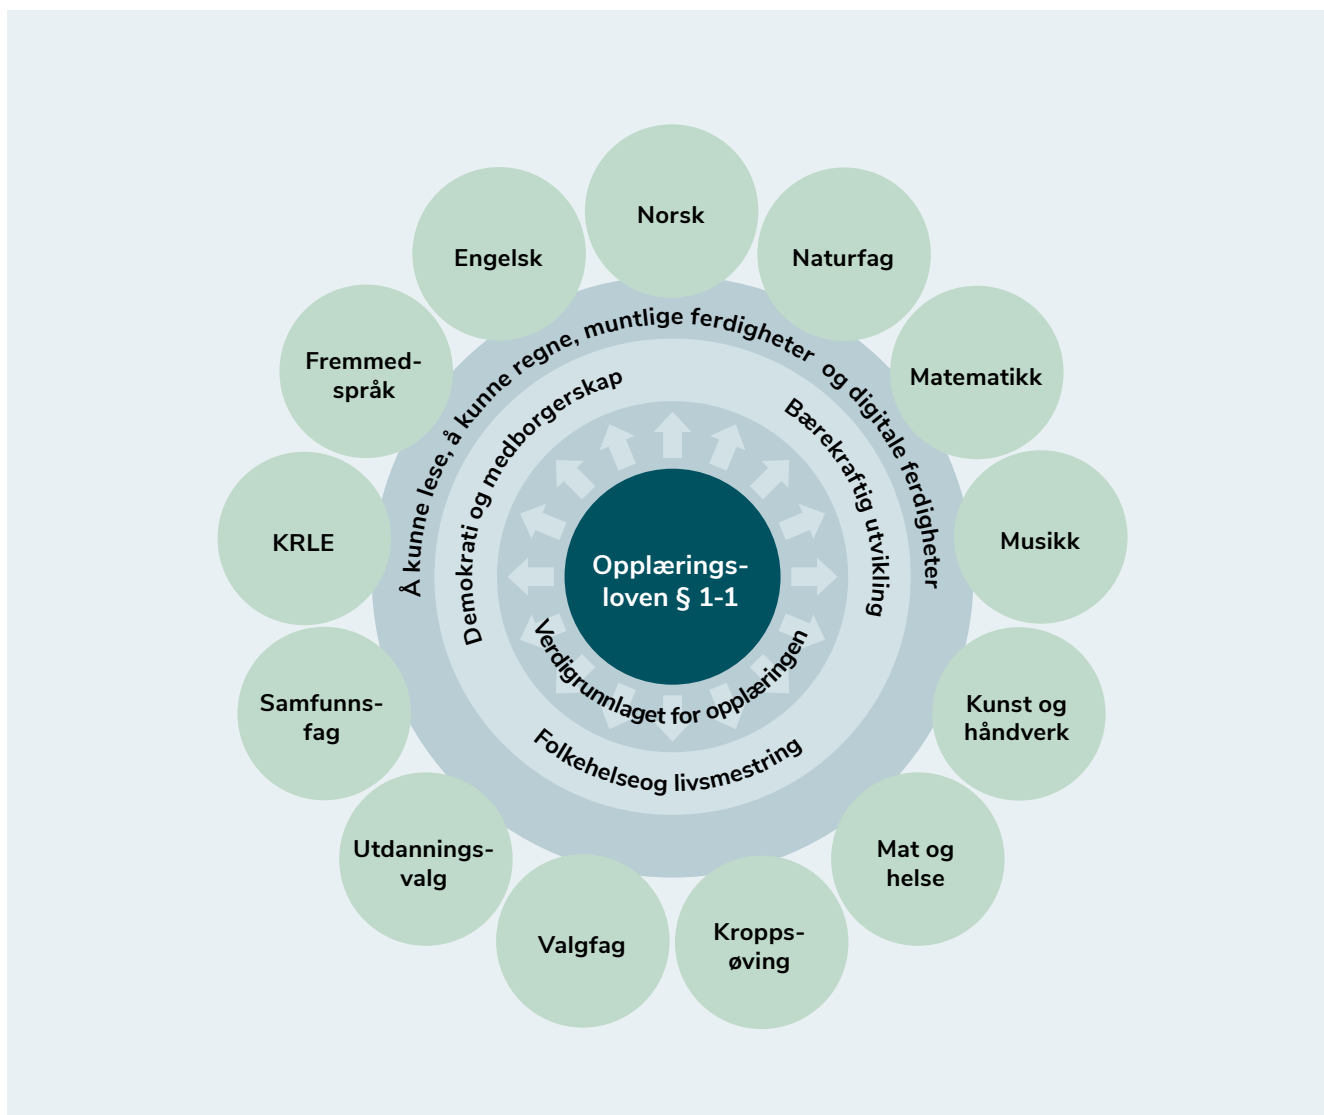 Norsk
Engelsk
Naturfag
Fremmed-
språk
Matematikk
KRLE
Musikk
Samfunns-
fag
Kunst og
håndverk
Utdannings-
valg
Mat og
helse
Valgfag
Kropps-
øving
Å kunne lese, å kunne regne, muntlige ferdigheter og digitale ferdigheter
Demokrati og medborgerskap
Bærekraftig utvikling
Folkehelseog livsmestring
Verdigrunnlaget for opplæringen
Opplærings-
loven § 1-1